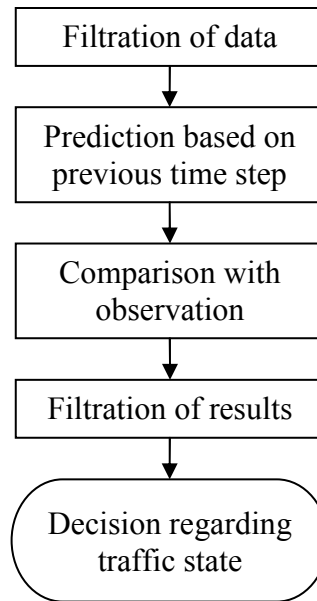 Filtration of data
Prediction based on
previous time step
Comparison with
observation
Filtration of results
Decision regarding
traffic state